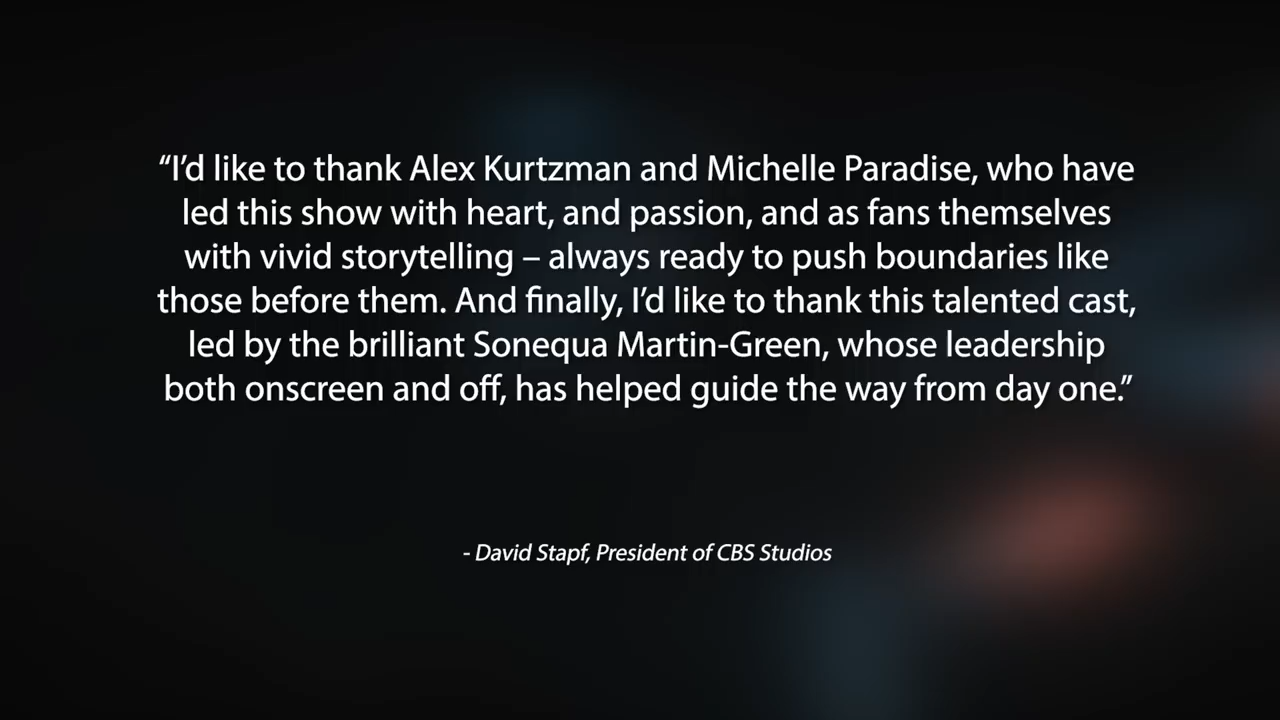 “I’d like to thank Alex Kurtzman and Michelle Paradise, who have
led this show with heart, and passion, and as fans themselves
with vivid storytelling – always ready to push boundaries like
those before them. And finally, I’d like to thank this talented cast,
led by the brilliant Sonequa Martin-Green, whose leadership
both onscreen and off, has helped guide the way from day one.”
- David Stapf, President of CBS Studios